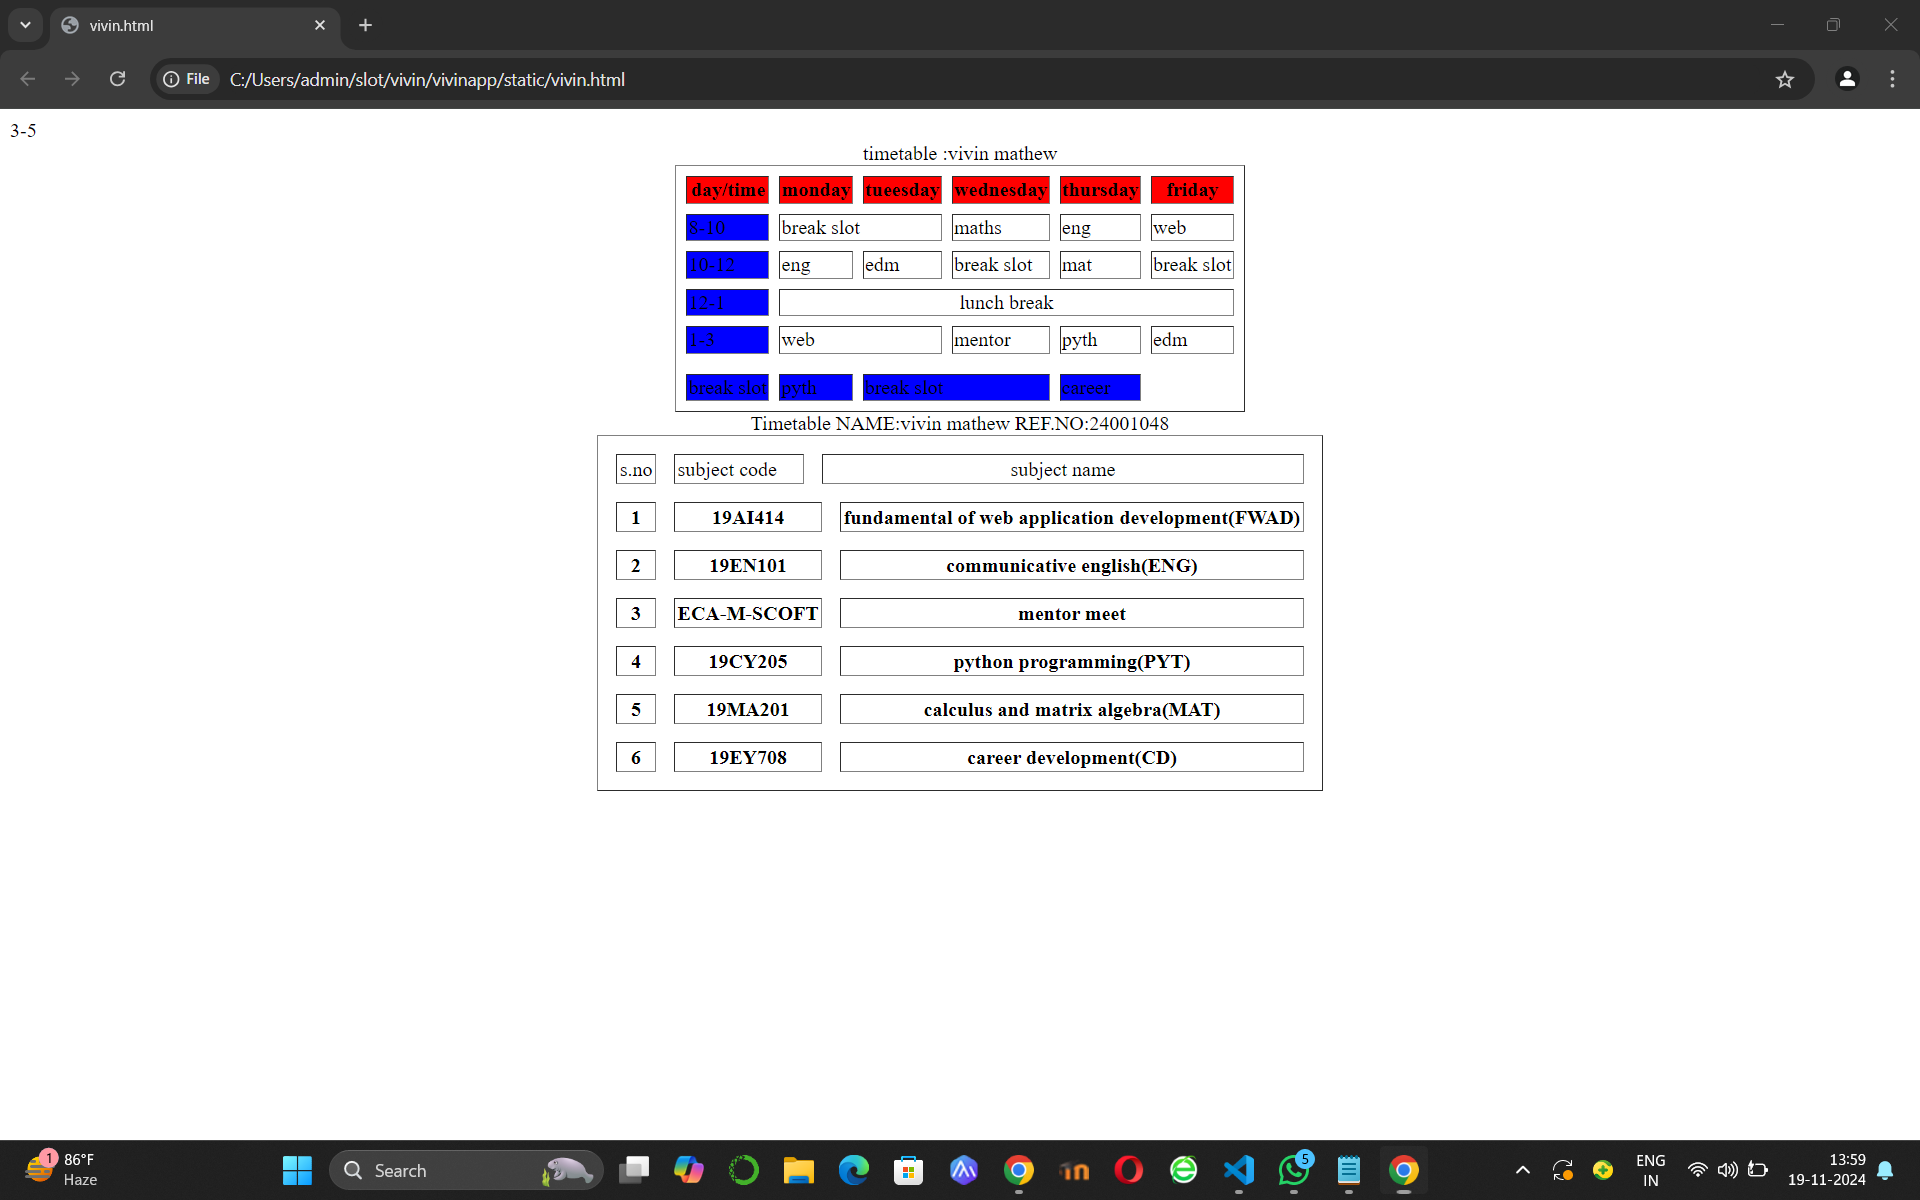 vivin.html
File C:/Users/admin/slot/vivin/vivinapp/static/vivin.html
3-5
timetable :vivin mathew
day/time monday tueesday wednesday thursday friday
8-10 break slot maths eng web
10-12 eng edm break slot mat break slot
12-1 lunch break
1-3 web mentor pyth edm
break slot pyth break slot career
Timetable NAME:vivin mathew REF.NO:24001048
s.no subject code subject name
1 19AI414 fundamental of web application development(FWAD)
2 19EN101 communicative english(ENG)
3 ECA-M-SCOFT mentor meet
4 19CY205 python programming(PYT)
5 19MA201 calculus and matrix algebra(MAT)
6 19EY708 career development(CD)
1 86°F
Haze
Search
5
ENG
IN
13:59
19-11-2024